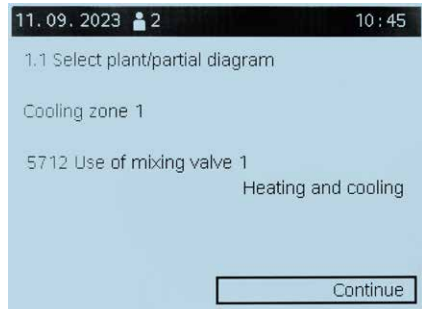 11.09.2023 2 10:45
1.1 Select plant/partial diagram
Cooling zone 1
5712 Use of mixing valve 1
Heating and cooling
Continue